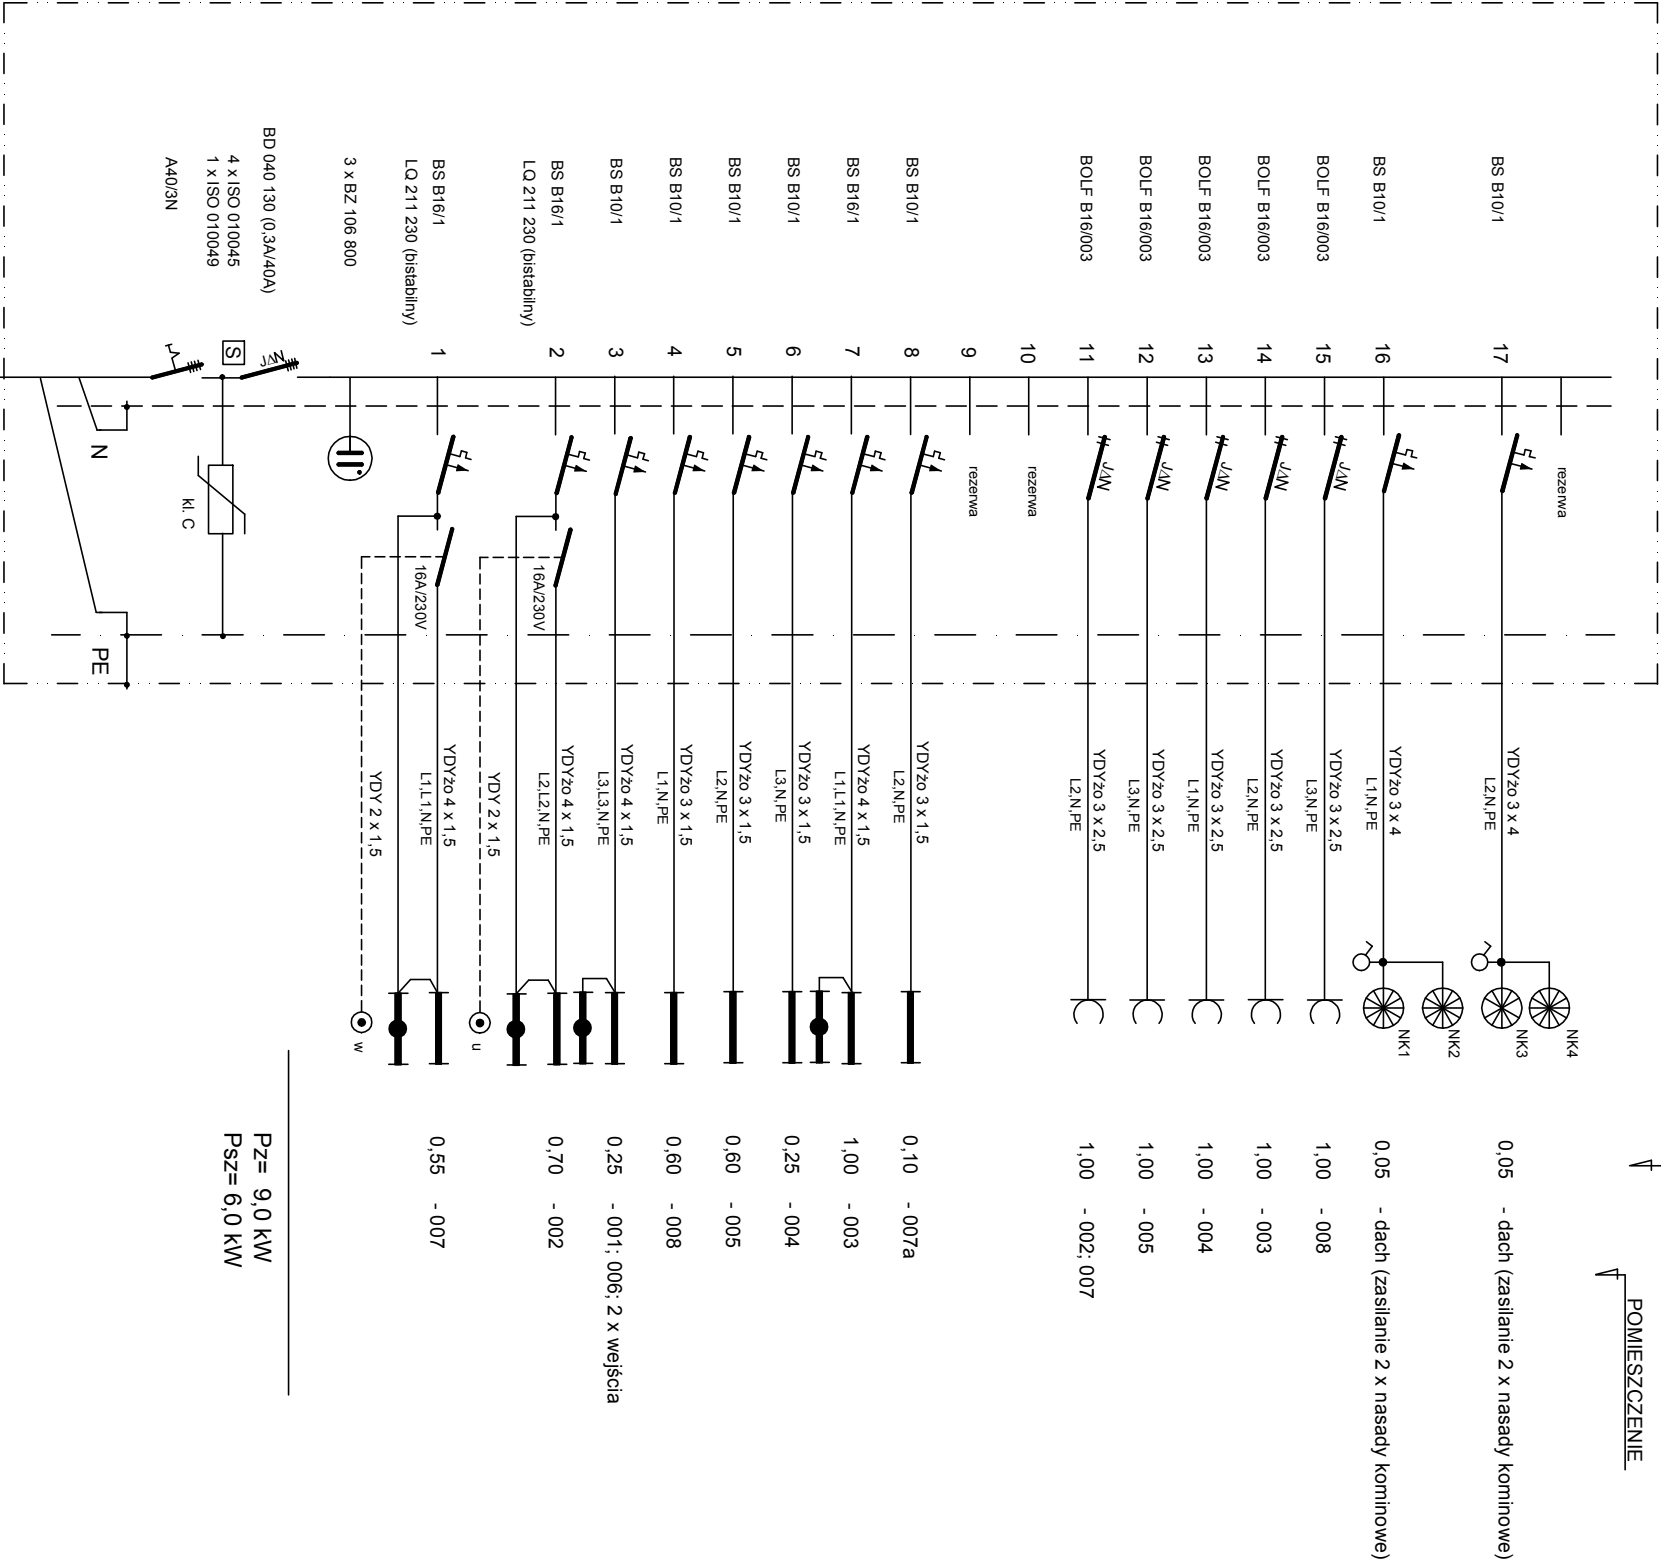 POMIESZCZENIE
BS B10/1
17
rezerwa
YDYżo 3 x 4
L2,N,PE
NK4
NK3
0,05 - dach (zasilanie 2 x nasady kominowe)
BS B10/1
16
YDYżo 3 x 4
L1,N,PE
NK2
NK1
0,05 - dach (zasilanie 2 x nasady kominowe)
BOLF B16/003
15
YDYżo 3 x 2,5
L3,N,PE
1,00 - 008
BOLF B16/003
14
YDYżo 3 x 2,5
L2,N,PE
1,00 - 003
BOLF B16/003
13
YDYżo 3 x 2,5
L1,N,PE
1,00 - 004
BOLF B16/003
12
YDYżo 3 x 2,5
L3,N,PE
1,00 - 005
BOLF B16/003
11
YDYżo 3 x 2,5
L2,N,PE
1,00 - 002; 007
10
rezerwa
9
rezerwa
BS B10/1
8
YDYżo 3 x 1,5
L2,N,PE
0,10 - 007a
BS B16/1
7
YDYżo 4 x 1,5
L1,L1,N,PE
1,00 - 003
BS B10/1
6
YDYżo 3 x 1,5
L3,N,PE
0,25 - 004
BS B10/1
5
YDYżo 3 x 1,5
L2,N,PE
0,60 - 005
BS B10/1
4
YDYżo 3 x 1,5
L1,N,PE
0,60 - 008
BS B10/1
3
YDYżo 4 x 1,5
L3,L3,N,PE
0,25 - 001; 006; 2 x wejścia
BS B16/1
LQ 211 230 (bistabilny)
2
16A/230V
YDYżo 4 x 1,5
L2,L2,N,PE
0,70 - 002
YDY 2 x 1,5
u
BS B16/1
LQ 211 230 (bistabilny)
1
16A/230V
YDYżo 4 x 1,5
L1,L1,N,PE
0,55 - 007
YDY 2 x 1,5
w
3 x BZ 106 800
BD 040 130 (0,3A/40A)
4 x ISO 010045
1 x ISO 010049
S
kl. C
A40/3N
N
PE
Pz= 9,0 kW
Psz= 6,0 kW